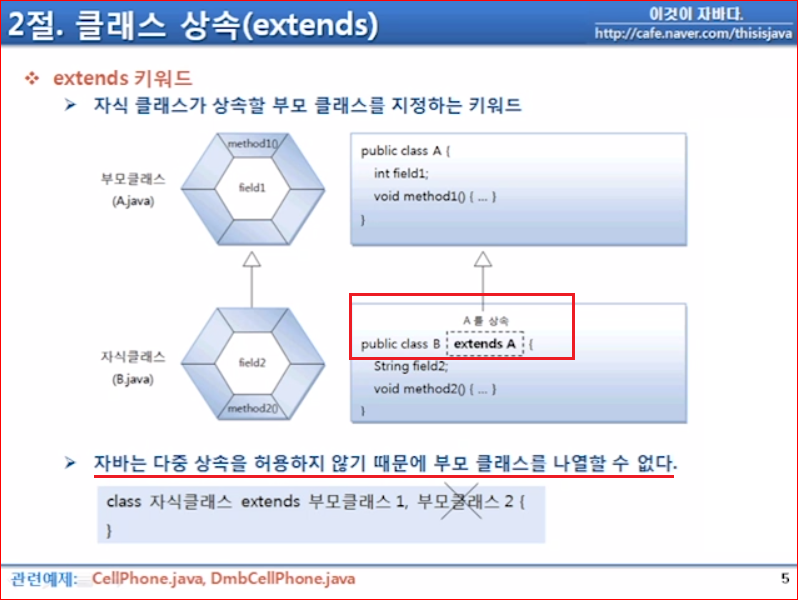 2절. 클래스 상속(extends)
이것이 자바다.
http://cafe.naver.com/thisisjava
❖ extends 키워드
➢ 자식 클래스가 상속할 부모 클래스를 지정하는 키워드
부모클래스
(A.java)
method1()
field1
public class A {
int field1;
void method1() { ... }
}
자식클래스
(B.java)
field2
method2()
A를 상속
public class B extends A {
String field2;
void method2() { ... }
}
➢ 자바는 다중 상속을 허용하지 않기 때문에 부모 클래스를 나열할 수 없다.
class 자식클래스 extends 부모클래스1, 부모클래스2 {
}
관련예제: CellPhone.java, DmbCellPhone.java
5